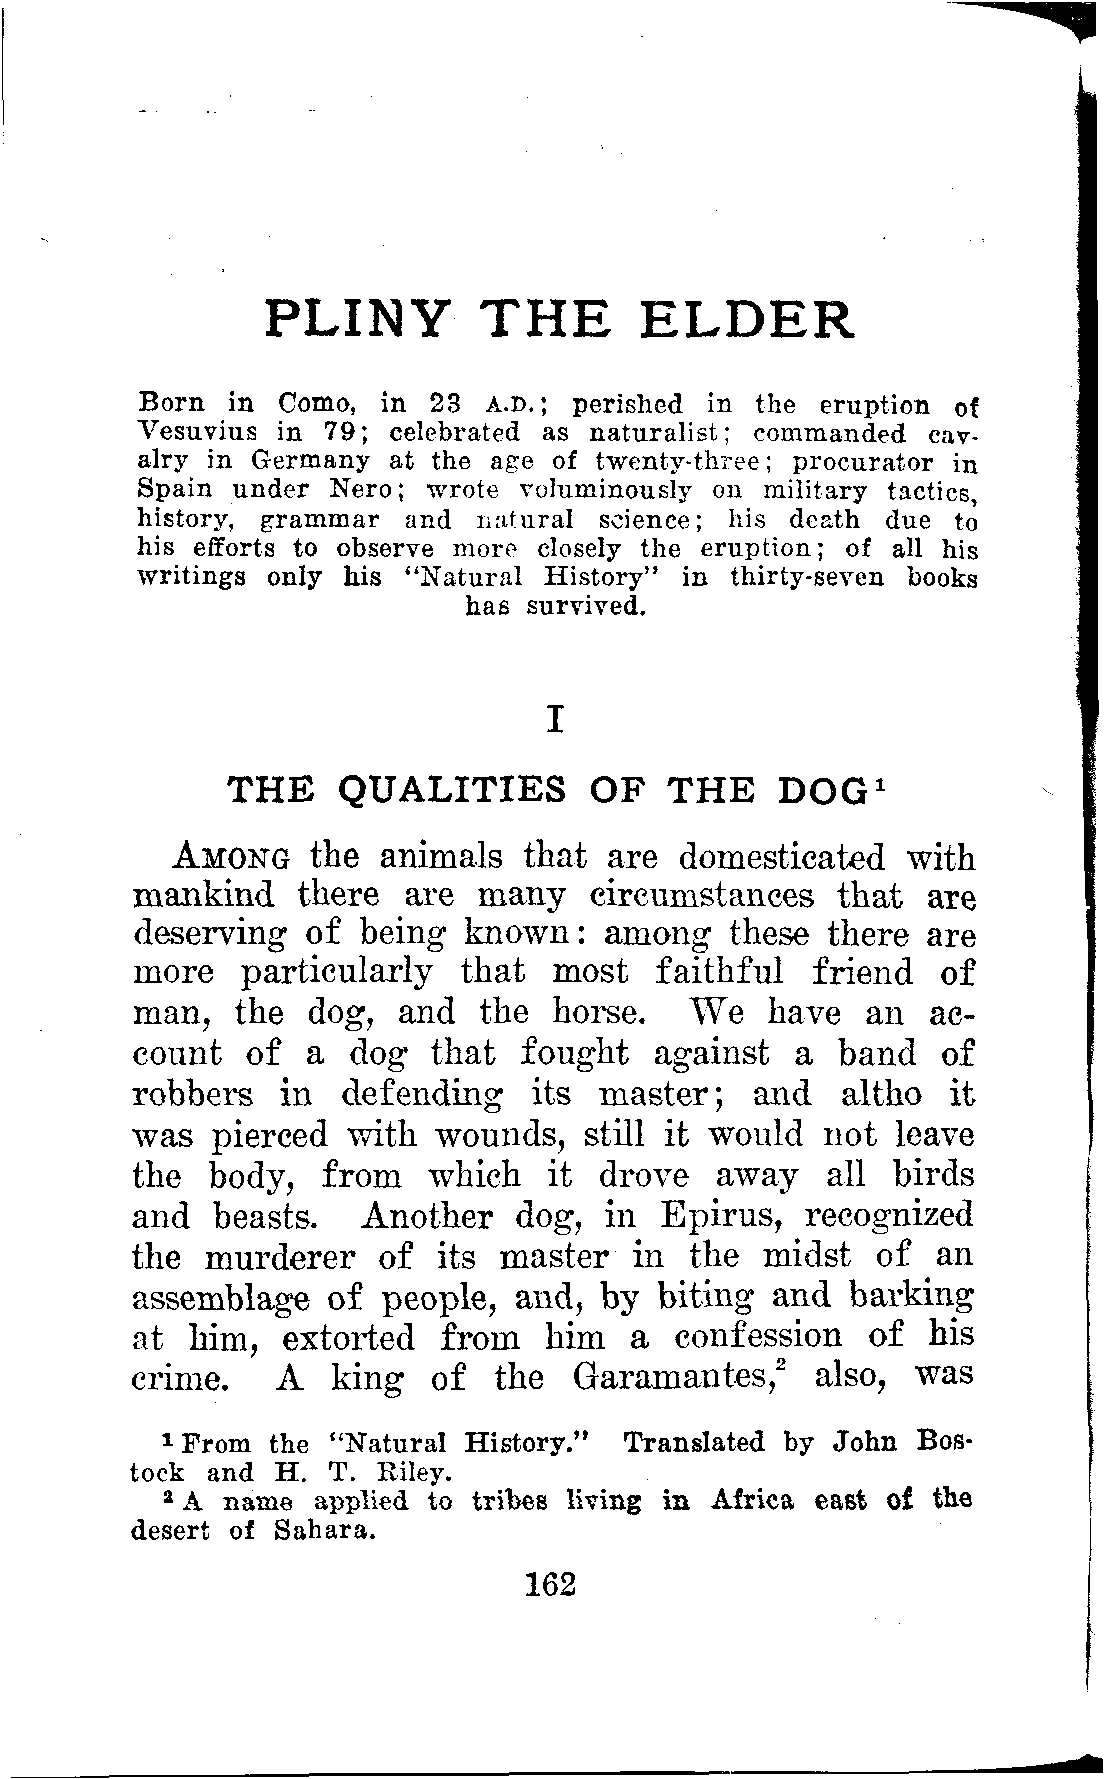 PLINY THE ELDER
Born in Como, in 23 A.D.; perished in the eruption of
Vesuvius in 79; celebrated as naturalist; commanded cav-
alry in Germany at the age of twenty-three; procurator in
Spain under Nero; wrote voluminously on military tactics,
history, grammar and natural science; his death due to
his efforts to observe more closely the eruption; of all his
writings only his "Natural History" in thirty-seven books
has survived.
I
THE QUALITIES OF THE DOG¹
AMONG the animals that are domesticated with
mankind there are many circumstances that are
deserving of being known: among these there are
more particularly that most faithful friend of
man, the dog, and the horse. We have an ac-
count of a dog that fought against a band of
robbers in defending its master; and altho it
was pierced with wounds, still it would not leave
the body, from which it drove away all birds
and beasts. Another dog, in Epirus, recognized
the murderer of its master in the midst of an
assemblage of people, and, by biting and barking
at him, extorted from him a confession of his
crime. A king of the Garamantes,² also, was
¹ From the "Natural History." Translated by John Bos-
tock and H. T. Riley.
² A name applied to tribes living in Africa east of the
desert of Sahara.
162